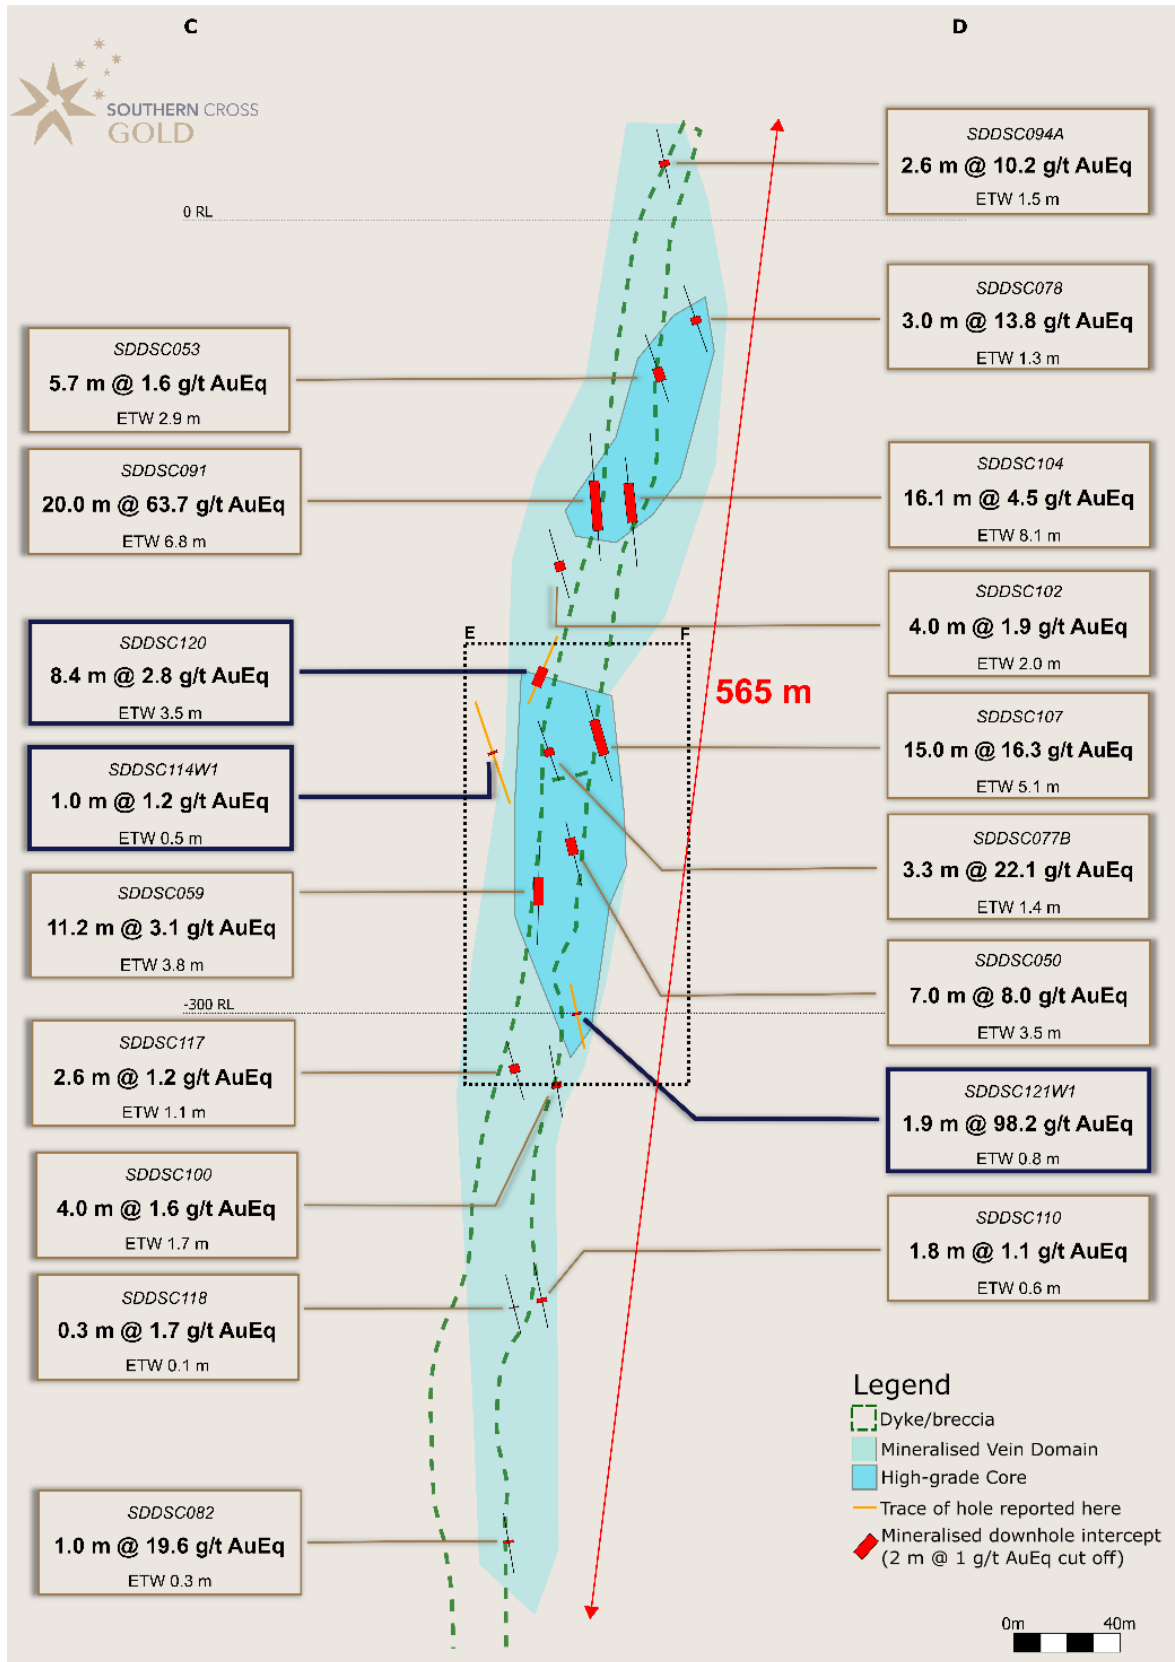 C
D
SOUTHERN CROSS
GOLD
SDDSC094A
2.6 m @ 10.2 g/t AuEq
ETW 1.5 m
0 RL
SDDSC078
3.0 m @ 13.8 g/t AuEq
ETW 1.3 m
SDDSC053
5.7 m @ 1.6 g/t AuEq
ETW 2.9 m
SDDSC091
20.0 m @ 63.7 g/t AuEq
ETW 6.8 m
SDDSC104
16.1 m @ 4.5 g/t AuEq
ETW 8.1 m
SDDSC102
4.0 m @ 1.9 g/t AuEq
ETW 2.0 m
E
F
SDDSC120
8.4 m @ 2.8 g/t AuEq
ETW 3.5 m
565 m
SDDSC107
15.0 m @ 16.3 g/t AuEq
ETW 5.1 m
SDDSC114W1
1.0 m @ 1.2 g/t AuEq
ETW 0.5 m
SDDSC077B
3.3 m @ 22.1 g/t AuEq
ETW 1.4 m
SDDSC059
11.2 m @ 3.1 g/t AuEq
ETW 3.8 m
SDDSC050
7.0 m @ 8.0 g/t AuEq
ETW 3.5 m
-300 RL
SDDSC117
2.6 m @ 1.2 g/t AuEq
ETW 1.1 m
SDDSC121W1
1.9 m @ 98.2 g/t AuEq
ETW 0.8 m
SDDSC100
4.0 m @ 1.6 g/t AuEq
ETW 1.7 m
SDDSC110
1.8 m @ 1.1 g/t AuEq
ETW 0.6 m
SDDSC118
0.3 m @ 1.7 g/t AuEq
ETW 0.1 m
SDDSC082
1.0 m @ 19.6 g/t AuEq
ETW 0.3 m
Legend
Dyke/breccia
Mineralised Vein Domain
High-grade Core
Trace of hole reported here
Mineralised downhole intercept
(2 m @ 1 g/t AuEq cut off)
0m
40m